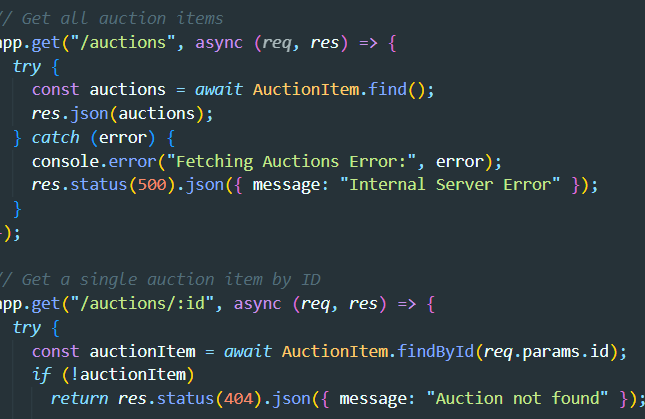 // Get all auction items
app.get("/auctions", async (req, res) => {
try {
const auctions = await AuctionItem.find();
res.json(auctions);
} catch (error) {
console.error("Fetching Auctions Error:", error);
res.status(500).json({ message: "Internal Server Error" });
}
});
// Get a single auction item by ID
app.get("/auctions/:id", async (req, res) => {
try {
const auctionItem = await AuctionItem.findById(req.params.id);
if (!auctionItem)
return res.status(404).json({ message: "Auction not found" });